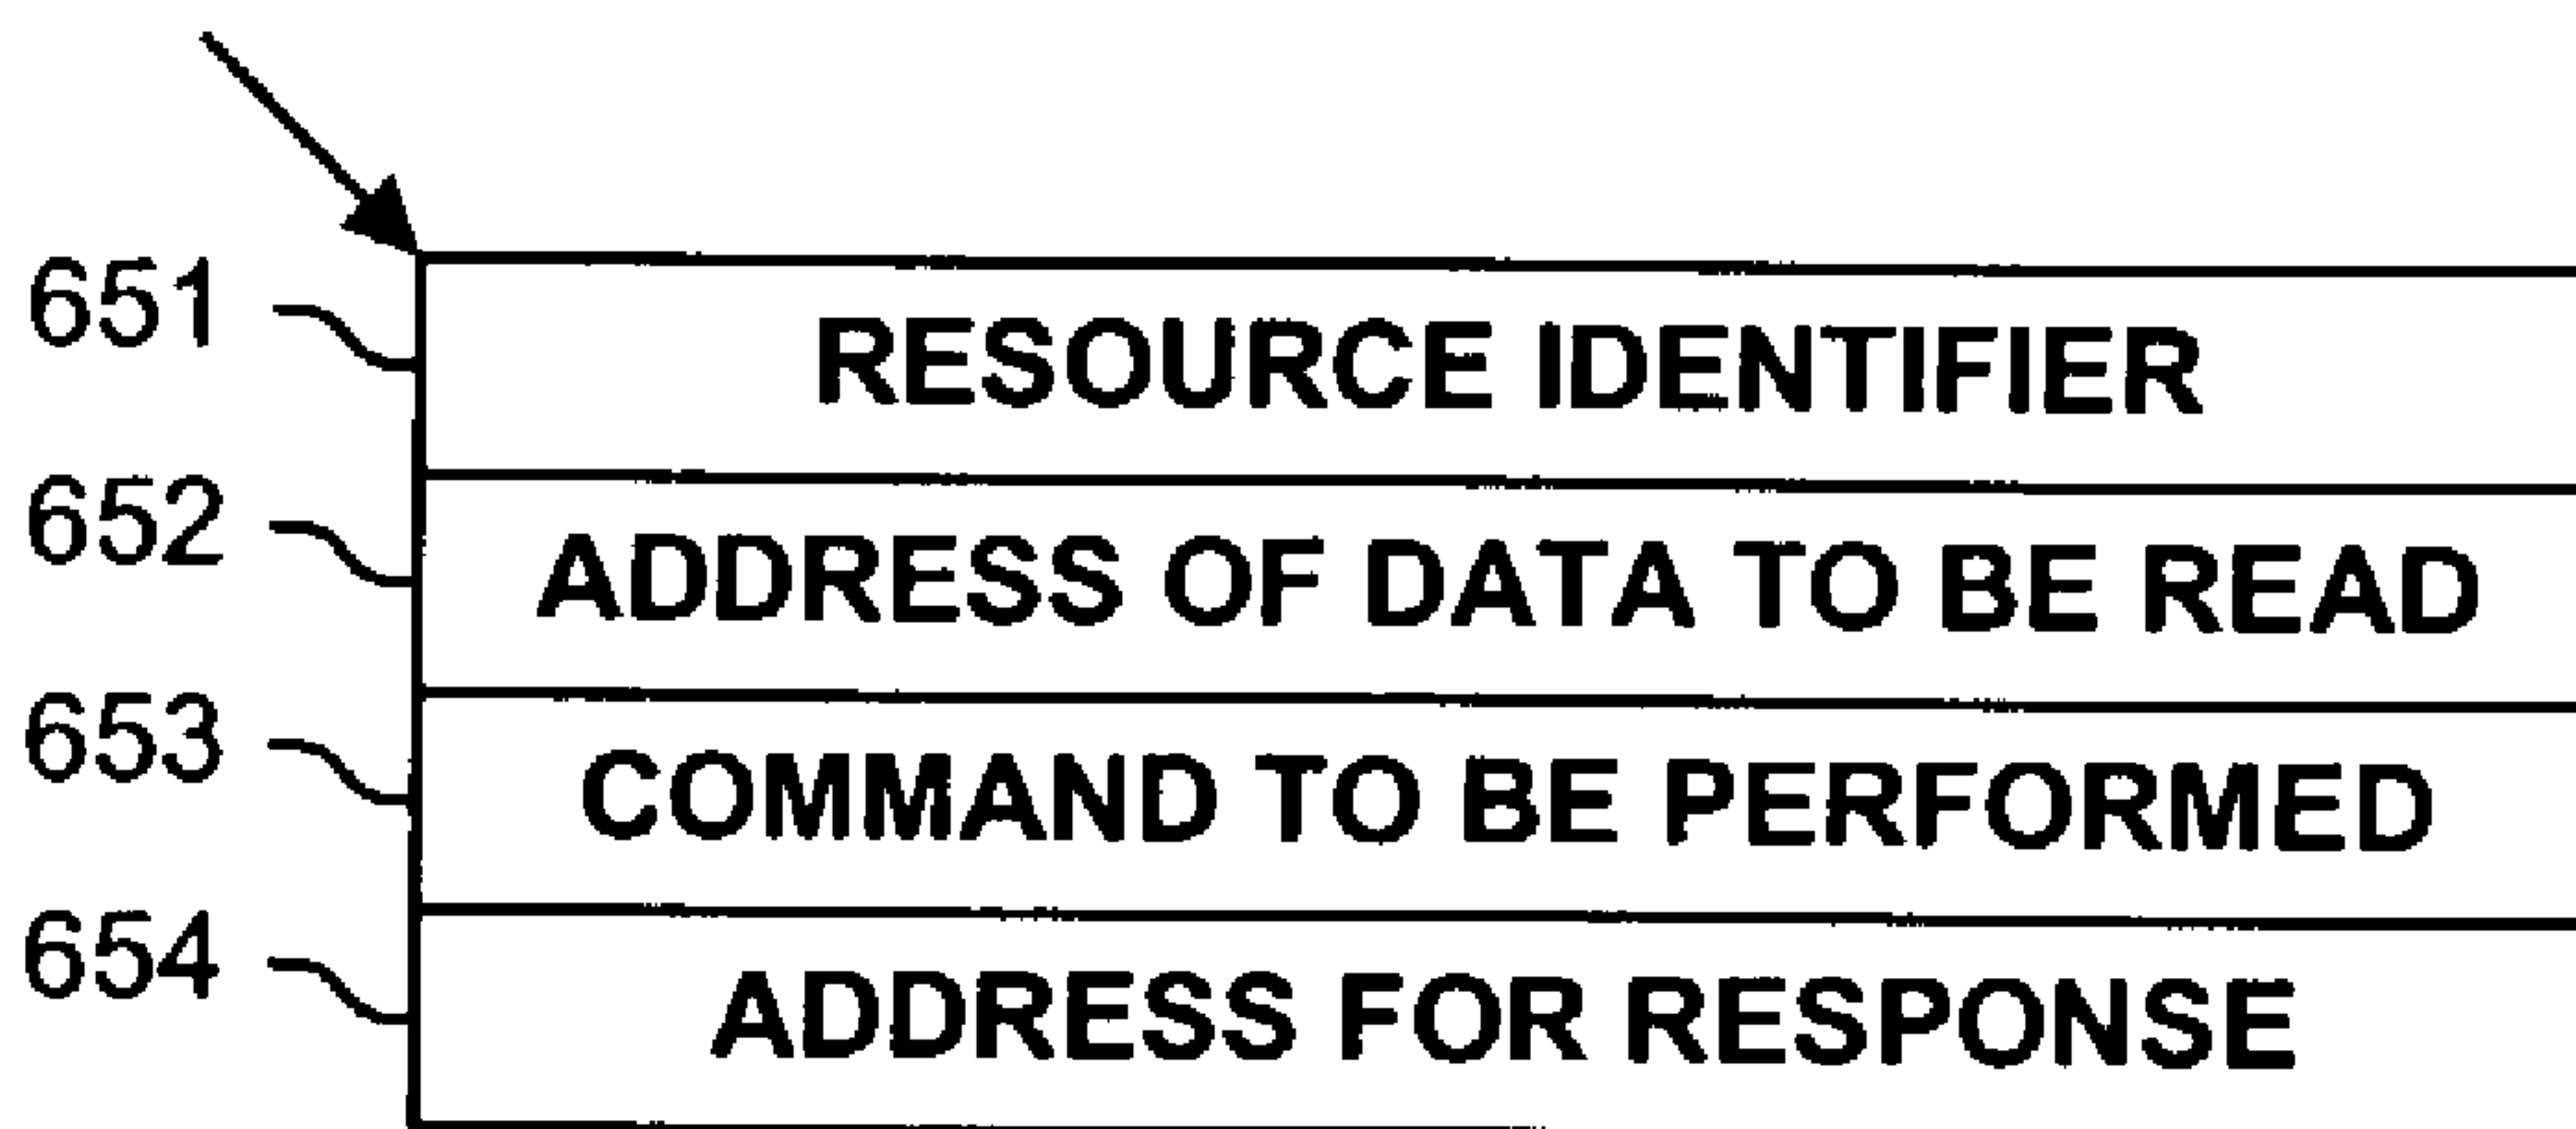 651 RESOURCE IDENTIFIER
652 ADDRESS OF DATA TO BE READ
653 COMMAND TO BE PERFORMED
654 ADDRESS FOR RESPONSE